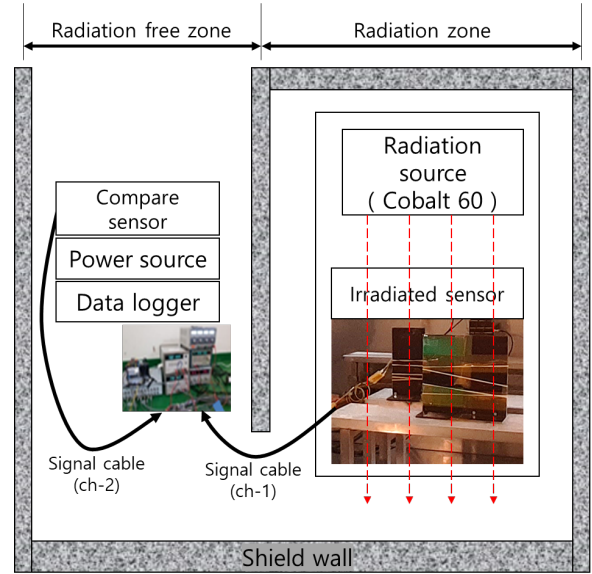 Radiation free zone
Radiation zone
Radiation
source
( Cobalt 60 )
Compare
sensor
Power source
Data logger
Irradiated sensor
Signal cable
(ch-2)
Signal cable
(ch-1)
Shield wall